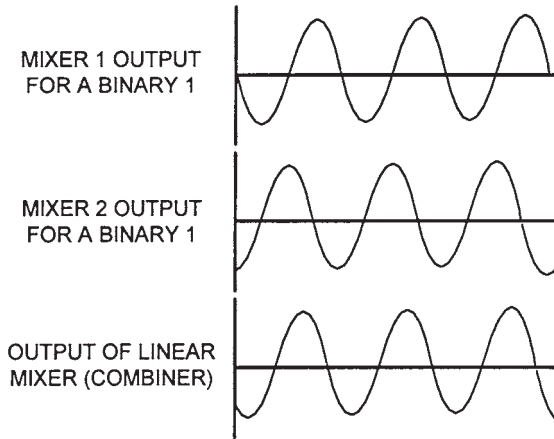 MIXER 1 OUTPUT
FOR A BINARY 1
MIXER 2 OUTPUT
FOR A BINARY 1
OUTPUT OF LINEAR
MIXER (COMBINER)